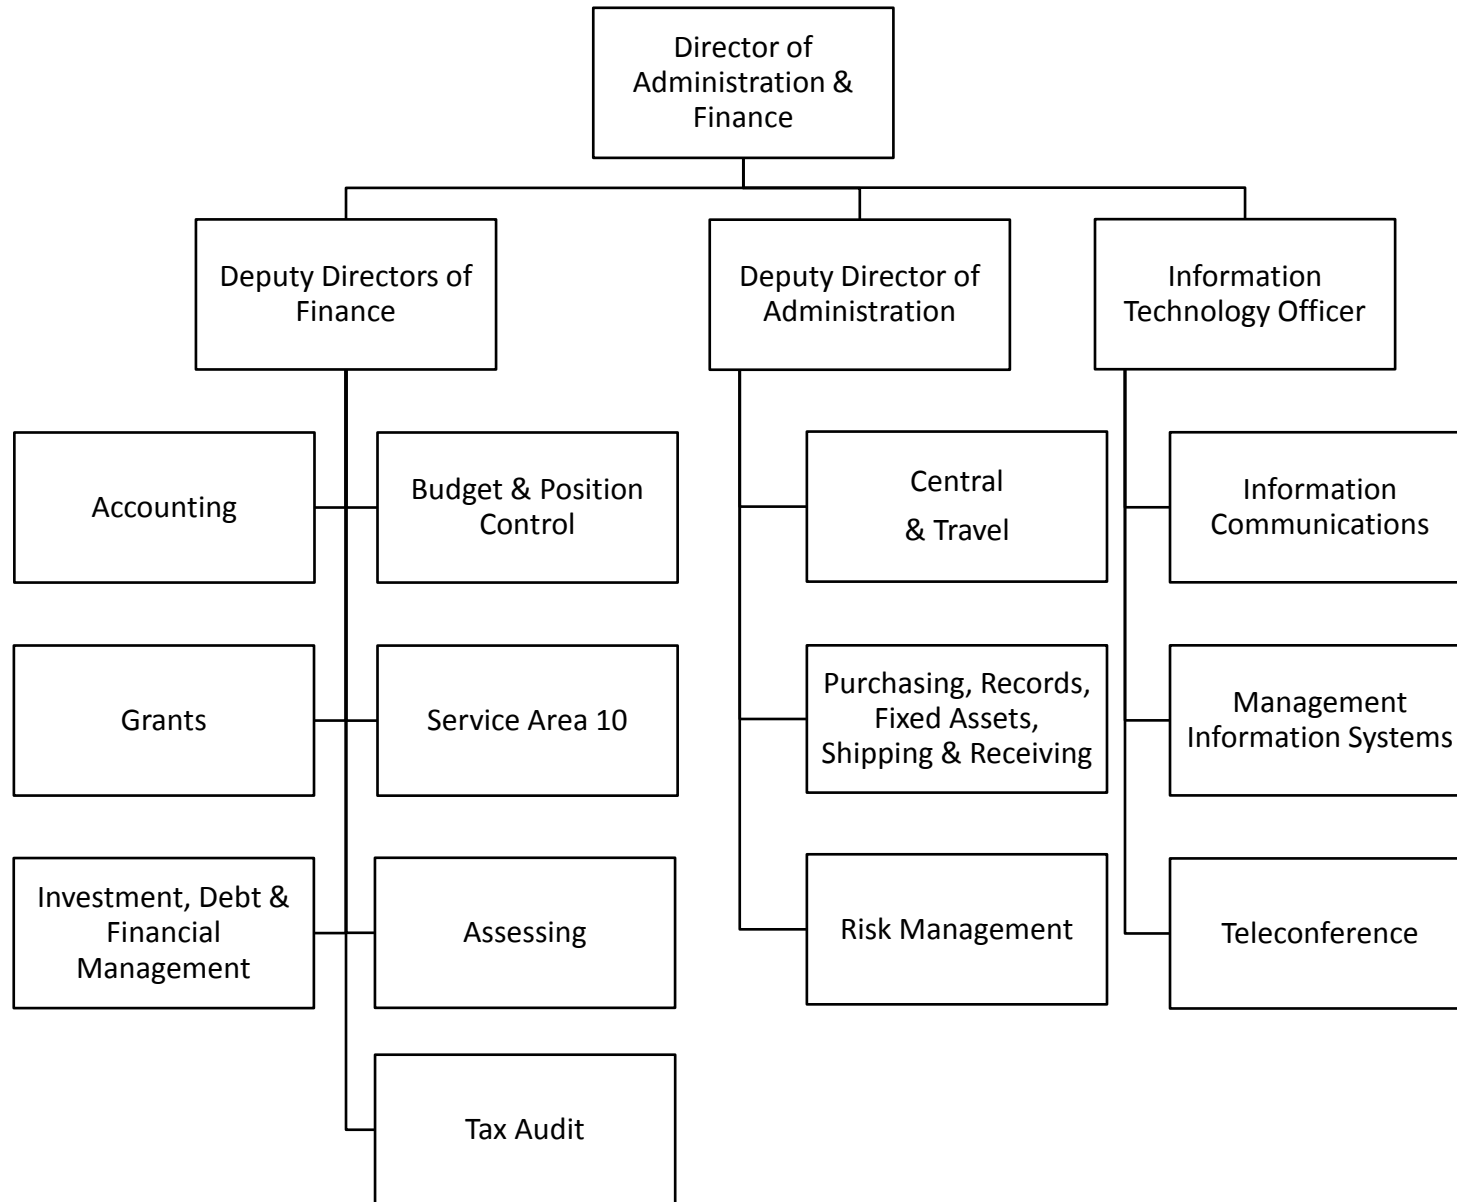 Director of
Administration &
Finance
Deputy Directors of
Finance
Deputy Director of
Administration
Information
Technology Officer
Accounting
Budget & Position
Control
Central
& Travel
Information
Communications
Grants
Service Area 10
Purchasing, Records,
Fixed Assets,
Shipping & Receiving
Management
Information Systems
Investment, Debt &
Financial
Management
Assessing
Risk Management
Teleconference
Tax Audit